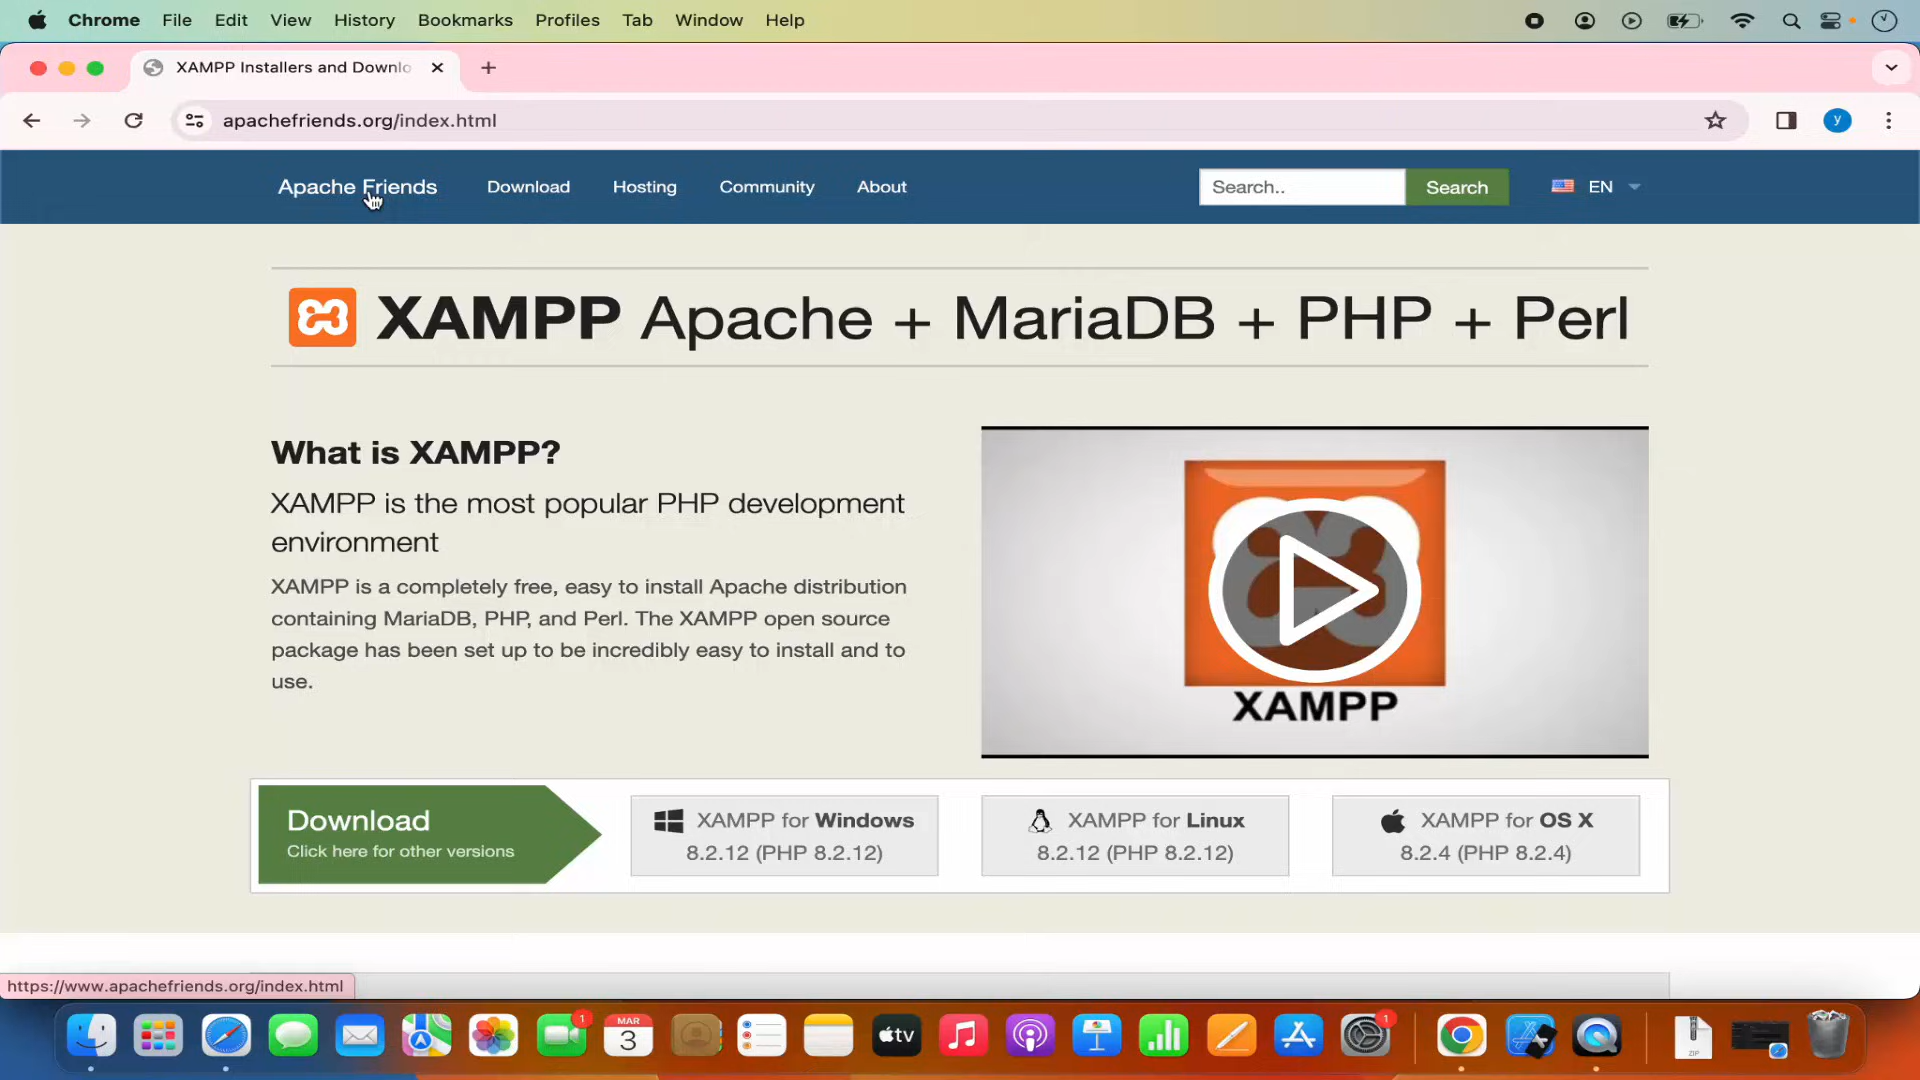 Chrome File Edit View History Bookmarks Profiles Tab Window Help
XAMPP Installers and Downlo
apachefriends.org/index.html
y
Apache Friends Download Hosting Community About Search.. Search EN
XAMPP Apache + MariaDB + PHP + Perl
What is XAMPP?
XAMPP is the most popular PHP development
environment
XAMPP is a completely free, easy to install Apache distribution
containing MariaDB, PHP, and Perl. The XAMPP open source
package has been set up to be incredibly easy to install and to
use.
XAMPP
Download
Click here for other versions
XAMPP for Windows
8.2.12 (PHP 8.2.12)
XAMPP for Linux
8.2.12 (PHP 8.2.12)
XAMPP for OS X
8.2.4 (PHP 8.2.4)
https://www.apachefriends.org/index.html
1
MAR
3
tv
1
ZIP